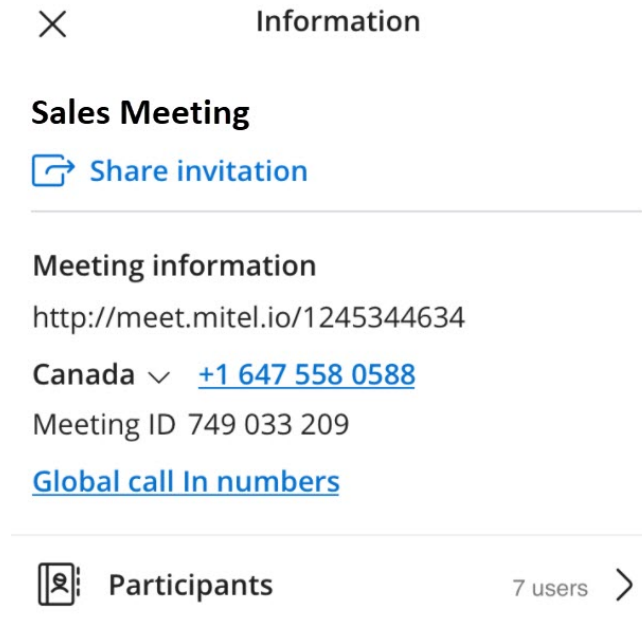 Information
Sales Meeting
Share invitation
Meeting information
http://meet.mitel.io/1245344634
Canada +1 647 558 0588
Meeting ID 749 033 209
Global call In numbers
Participants 7 users